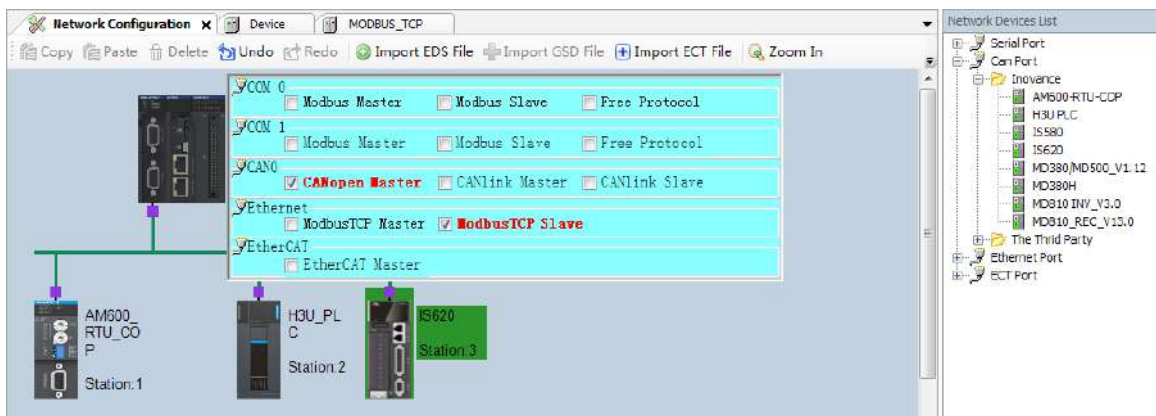 Network Configuration
Device
MODBUS_TCP
Copy Paste Delete Undo Redo Import EDS File Import GSD File Import ECT File Zoom In
COM 0
Modbus Master Modbus Slave Free Protocol
COM 1
Modbus Master Modbus Slave Free Protocol
CAN0
CANopen Master CANlink Master CANlink Slave
Ethernet
ModbusTCP Master ModbusTCP Slave
EtherCAT
EtherCAT Master
AM600_
RTU_CO
P
Station:1
H3U_PL
C
Station:2
IS620
Station:3
Network Devices List
Serial Port
Can Port
Inovance
AM600-RTU-COP
H3U PLC
IS580
IS620
MD380/MD500_V1.12
MD380H
MD810 INV_V3.0
MD810_REC_V13.0
The Thrid Party
Ethernet Port
ECT Port